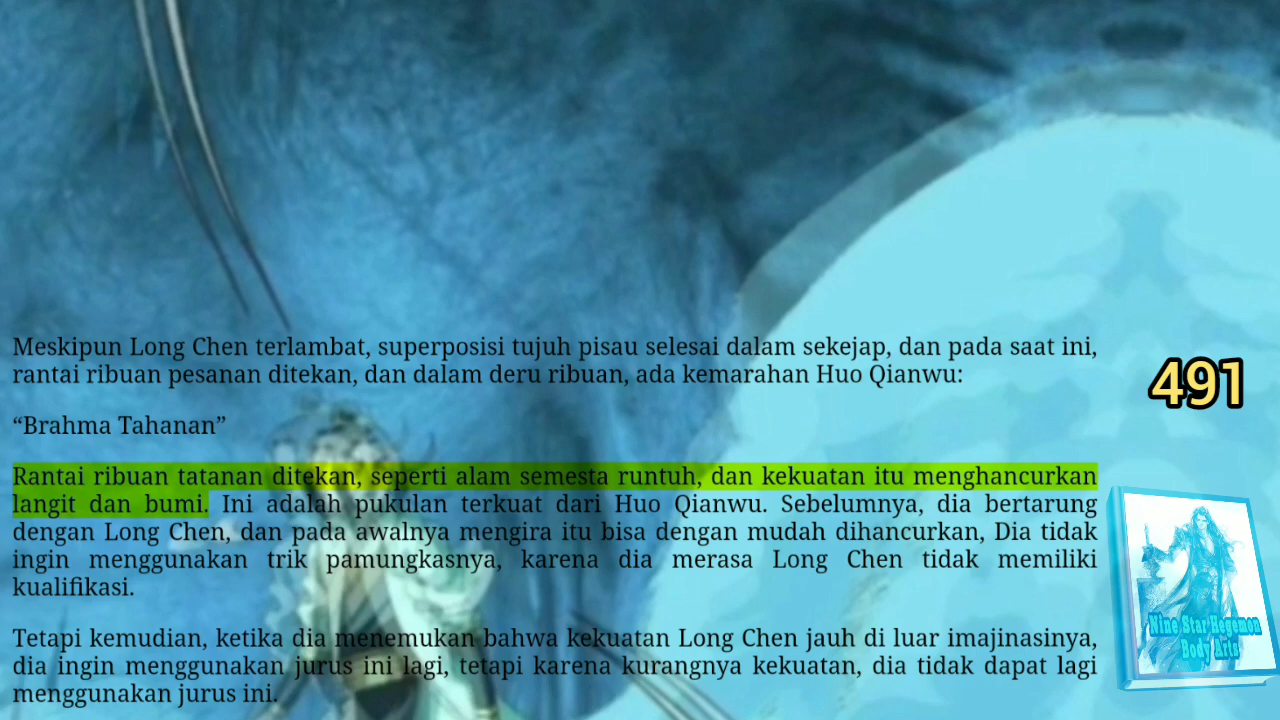 Meskipun Long Chen terlambat, superposisi tujuh pisau selesai dalam sekejap, dan pada saat ini,
rantai ribuan pesanan ditekan, dan dalam deru ribuan, ada kemarahan Huo Qianwu:
“Brahma Tahanan”
Rantai ribuan tatanan ditekan, seperti alam semesta runtuh, dan kekuatan itu menghancurkan
langit dan bumi. Ini adalah pukulan terkuat dari Huo Qianwu. Sebelumnya, dia bertarung
dengan Long Chen, dan pada awalnya mengira itu bisa dengan mudah dihancurkan, Dia tidak
ingin menggunakan trik pamungkasnya, karena dia merasa Long Chen tidak memiliki
kualifikasi.
Tetapi kemudian, ketika dia menemukan bahwa kekuatan Long Chen jauh di luar imajinasinya,
dia ingin menggunakan jurus ini lagi, tetapi karena kurangnya kekuatan, dia tidak dapat lagi
menggunakan jurus ini.
491
Nine Star Hegemon
Body Arts